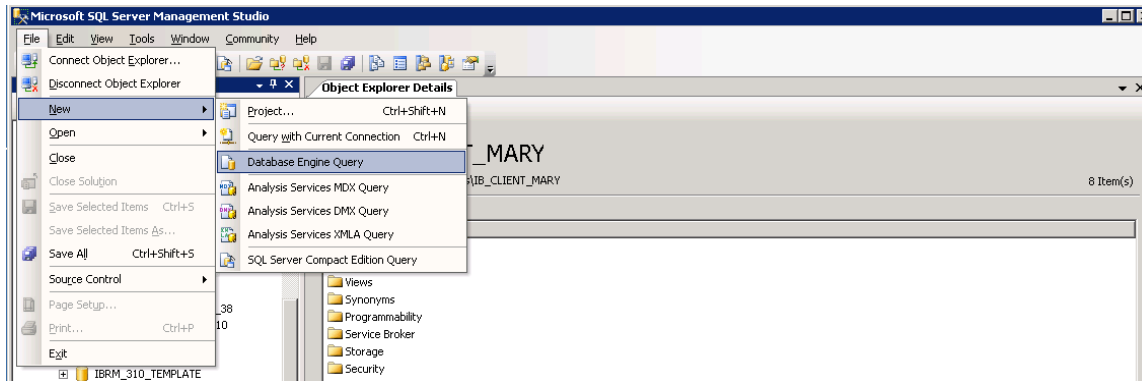 Microsoft SQL Server Management Studio
File Edit View Tools Window Community Help
Connect Object Explorer...
Disconnect Object Explorer
New
Open
Close
Close Solution
Save Selected Items Ctrl+S
Save Selected Items As...
Save All Ctrl+Shift+S
Source Control
Page Setup...
Print... Ctrl+P
Exit
Project... Ctrl+Shift+N
Query with Current Connection Ctrl+N
Database Engine Query
Analysis Services MDX Query
Analysis Services DMX Query
Analysis Services XMLA Query
SQL Server Compact Edition Query
Object Explorer Details
_MARY
\IB_CLIENT_MARY 8 Item(s)
Views
Synonyms
Programmability
Service Broker
Storage
Security
_38
10
IBRM_310_TEMPLATE